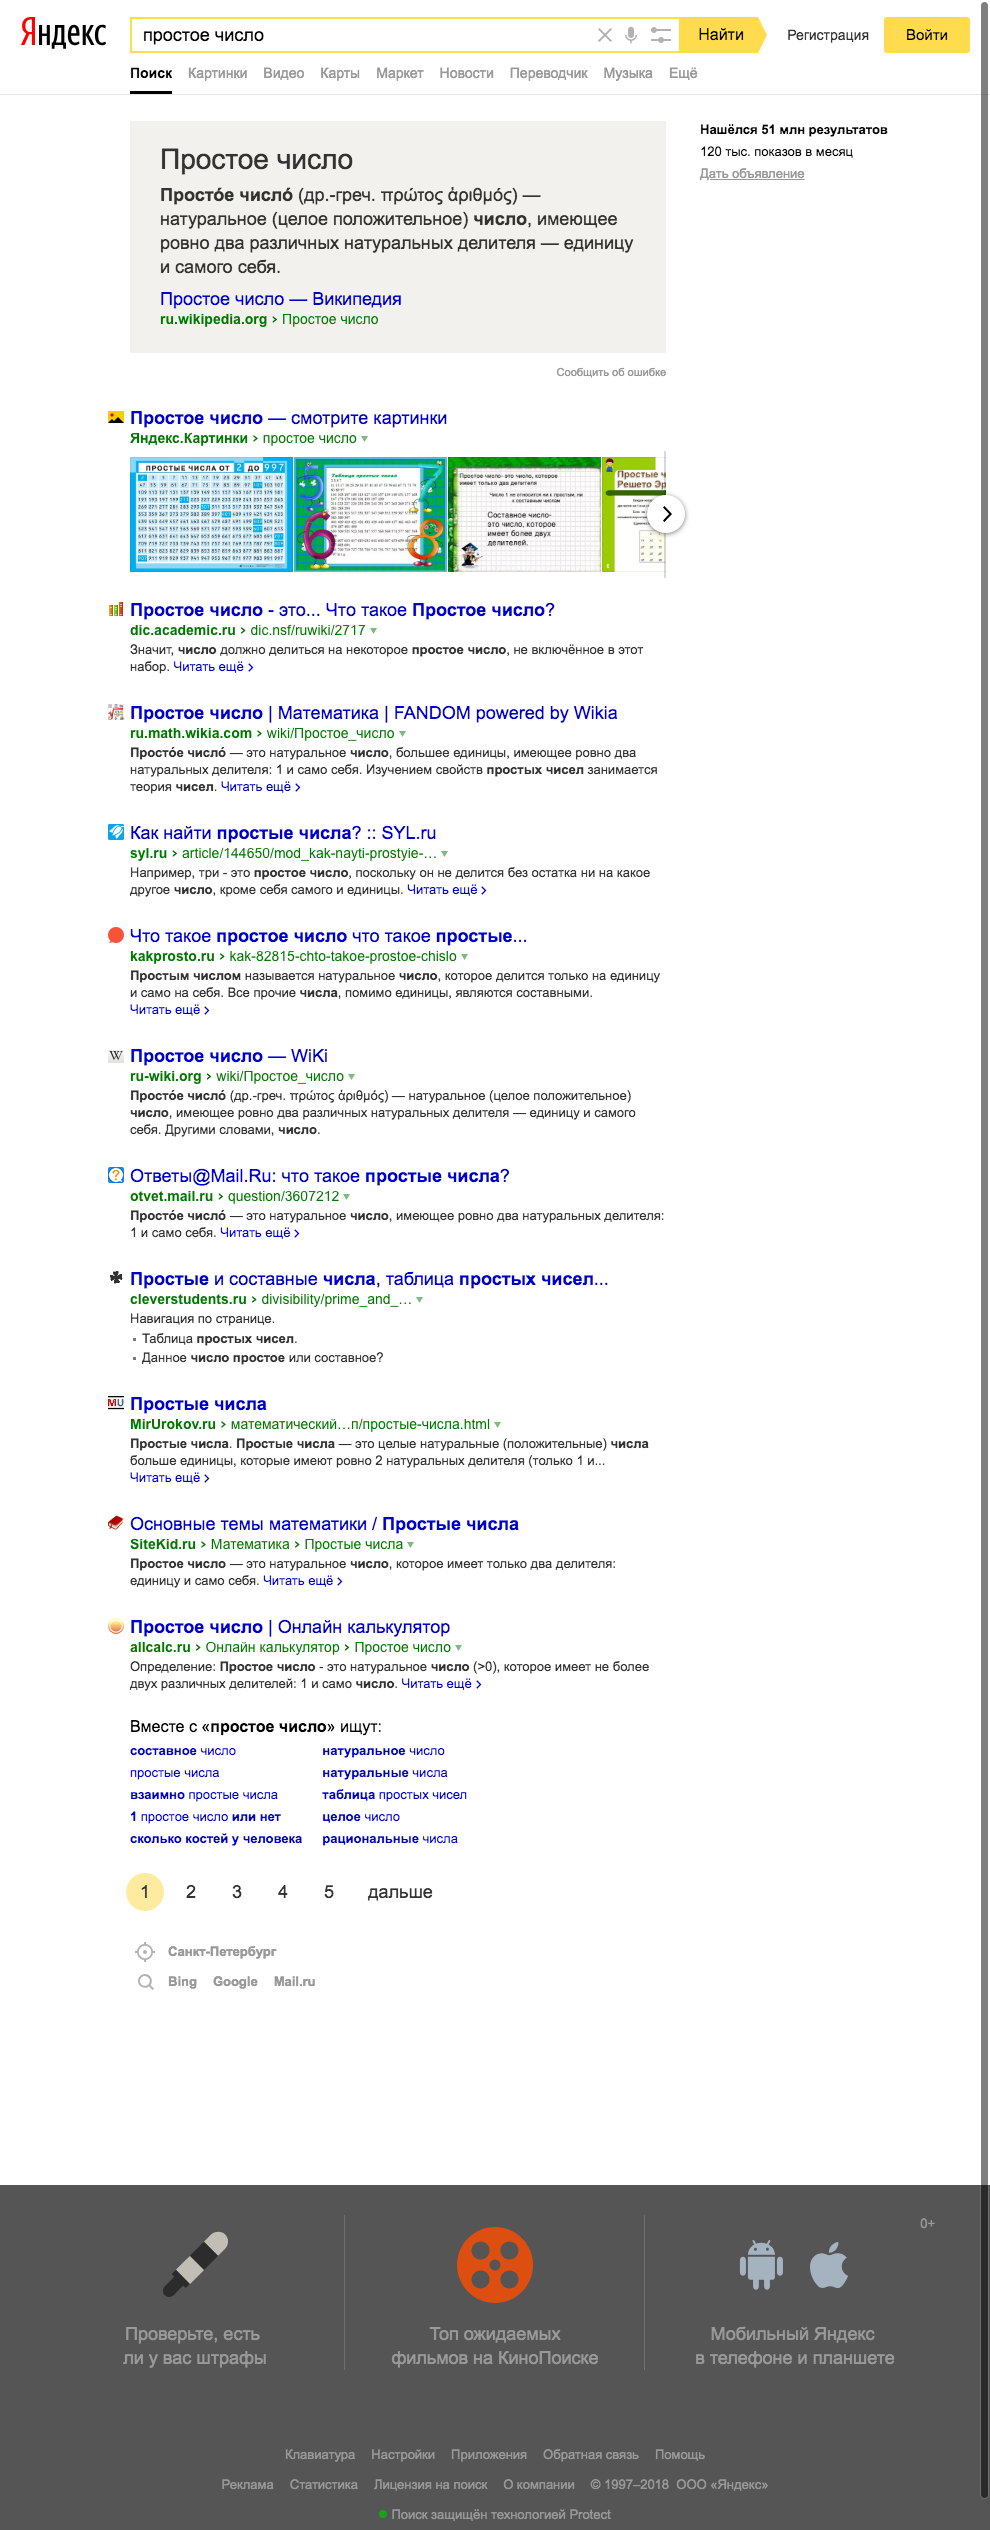 Яндекс
простое число
Найти
Регистрация
Войти
Поиск Картинки Видео Карты Маркет Новости Переводчик Музыка Ещё
Простое число
Просто́е число́ (др.-греч. πρώτος ἀριθμός) —
натуральное (целое положительное) число, имеющее
ровно два различных натуральных делителя — единицу
и самого себя.
Простое число — Википедия
ru.wikipedia.org › Простое число
Сообщить об ошибке
Нашёлся 51 млн результатов
120 тыс. показов в месяц
Дать объявление
Простое число — смотрите картинки
Яндекс.Картинки › простое число
ПРОСТЫЕ ЧИСЛА ОТ 2 ДО 997
Таблица простых чисел
Простое число- это число, которое
имеет только два делителя
Число 1 не относится ни к простым, ни
к составным числам
Составное число-
это число, которое
имеет более двух
делителей.
Простые ч
Решето Эр
Простое число - это... Что такое Простое число?
dic.academic.ru › dic.nsf/ruwiki/2717
Значит, число должно делиться на некоторое простое число, не включённое в этот
набор. Читать ещё ›
Простое число | Математика | FANDOM powered by Wikia
ru.math.wikia.com › wiki/Простое_число
Просто́е число́ — это натуральное число, большее единицы, имеющее ровно два
натуральных делителя: 1 и само себя. Изучением свойств простых чисел занимается
теория чисел. Читать ещё ›
Как найти простые числа? :: SYL.ru
syl.ru › article/144650/mod_kak-nayti-prostyie-...
Например, три - это простое число, поскольку он не делится без остатка ни на какое
другое число, кроме себя самого и единицы. Читать ещё ›
Что такое простое число что такое простые...
kakprosto.ru › kak-82815-chto-takoe-prostoe-chislo
Простым числом называется натуральное число, которое делится только на единицу
и само на себя. Все прочие числа, помимо единицы, являются составными.
Читать ещё ›
W
Простое число — WiKi
ru-wiki.org › wiki/Простое_число
Просто́е число́ (др.-греч. πρώτος ἀριθμός) — натуральное (целое положительное)
число, имеющее ровно два различных натуральных делителя — единицу и самого
себя. Другими словами, число.
Ответы@Mail.Ru: что такое простые числа?
otvet.mail.ru › question/3607212
Просто́е число́ — это натуральное число, имеющее ровно два натуральных делителя:
1 и само себя. Читать ещё ›
Простые и составные числа, таблица простых чисел...
cleverstudents.ru › divisibility/prime_and_...
Навигация по странице.
Таблица простых чисел.
Данное число простое или составное?
MU
Простые числа
MirUrokov.ru › математический...п/простые-числа.html
Простые числа. Простые числа — это целые натуральные (положительные) числа
больше единицы, которые имеют ровно 2 натуральных делителя (только 1 и...
Читать ещё ›
Основные темы математики / Простые числа
SiteKid.ru › Математика › Простые числа
Простое число — это натуральное число, которое имеет только два делителя:
единицу и само себя. Читать ещё ›
Простое число | Онлайн калькулятор
allcalc.ru › Онлайн калькулятор › Простое число
Определение: Простое число - это натуральное число (>0), которое имеет не более
двух различных делителей: 1 и само число. Читать ещё ›
Вместе с «простое число» ищут:
составное число натуральное число
простые числа натуральные числа
взаимно простые числа таблица простых чисел
1 простое число или нет целое число
сколько костей у человека рациональные числа
1 2 3 4 5 дальше
Санкт-Петербург
Bing Google Mail.ru
0+
Проверьте, есть
ли у вас штрафы
Топ ожидаемых
фильмов на КиноПоиске
Мобильный Яндекс
в телефоне и планшете
Клавиатура Настройки Приложения Обратная связь Помощь
Реклама Статистика Лицензия на поиск О компании © 1997–2018 ООО «Яндекс»
Поиск защищён технологией Protect